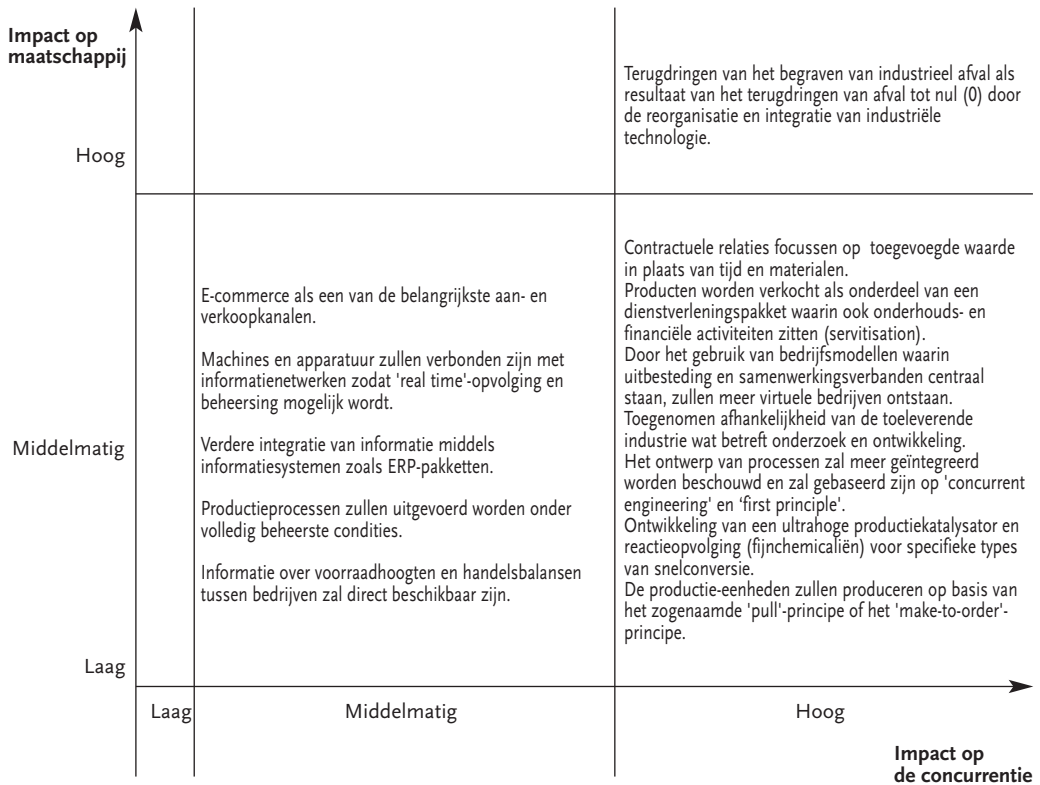 Impact op
maatschappij
Terugdringen van het begraven van industrieel afval als
resultaat van het terugdringen van afval tot nul (0) door
de reorganisatie en integratie van industriële
technologie.
Hoog
Contractuele relaties focussen op toegevoegde waarde
in plaats van tijd en materialen.
Producten worden verkocht als onderdeel van een
dienstverleningspakket waarin ook onderhouds- en
financiële activiteiten zitten (servitisation).
Door het gebruik van bedrijfsmodellen waarin
uitbesteding en samenwerkingsverbanden centraal
staan, zullen meer virtuele bedrijven ontstaan.
Toegenomen afhankelijkheid van de toeleverende
industrie wat betreft onderzoek en ontwikkeling.
Het ontwerp van processen zal meer geïntegreerd
worden beschouwd en zal gebaseerd zijn op 'concurrent
engineering' en ‘first principle'.
Ontwikkeling van een ultrahoge productiekatalysator en
reactieopvolging (fijnchemicaliën) voor specifieke types
van snelconversie.
De productie-eenheden zullen produceren op basis van
het zogenaamde 'pull'-principe of het 'make-to-order'-
principe.
E-commerce als een van de belangrijkste aan- en
verkoopkanalen.
Machines en apparatuur zullen verbonden zijn met
informatienetwerken zodat 'real time'-opvolging en
beheersing mogelijk wordt.
Verdere integratie van informatie middels
informatiesystemen zoals ERP-pakketten.
Productieprocessen zullen uitgevoerd worden onder
volledig beheerste condities.
Informatie over voorraadhoogten en handelsbalansen
tussen bedrijven zal direct beschikbaar zijn.
Middelmatig
Laag
Laag
Middelmatig
Hoog
Impact op
de concurrentie